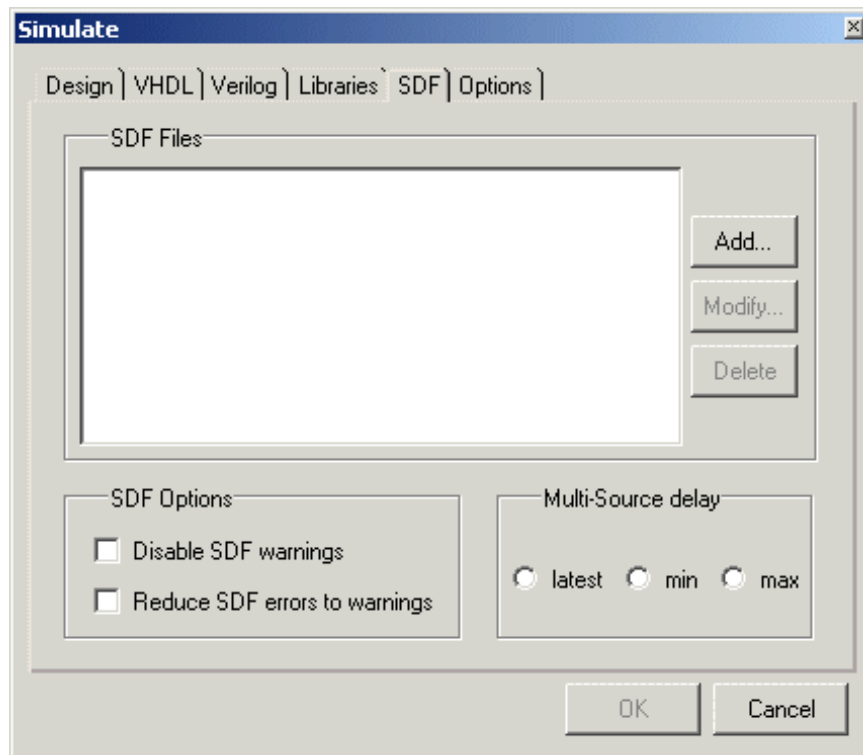 Simulate
Design VHDL Verilog Libraries SDF Options
SDF Files
Add...
Modify...
Delete
SDF Options
Disable SDF warnings
Reduce SDF errors to warnings
Multi-Source delay
latest min max
OK Cancel